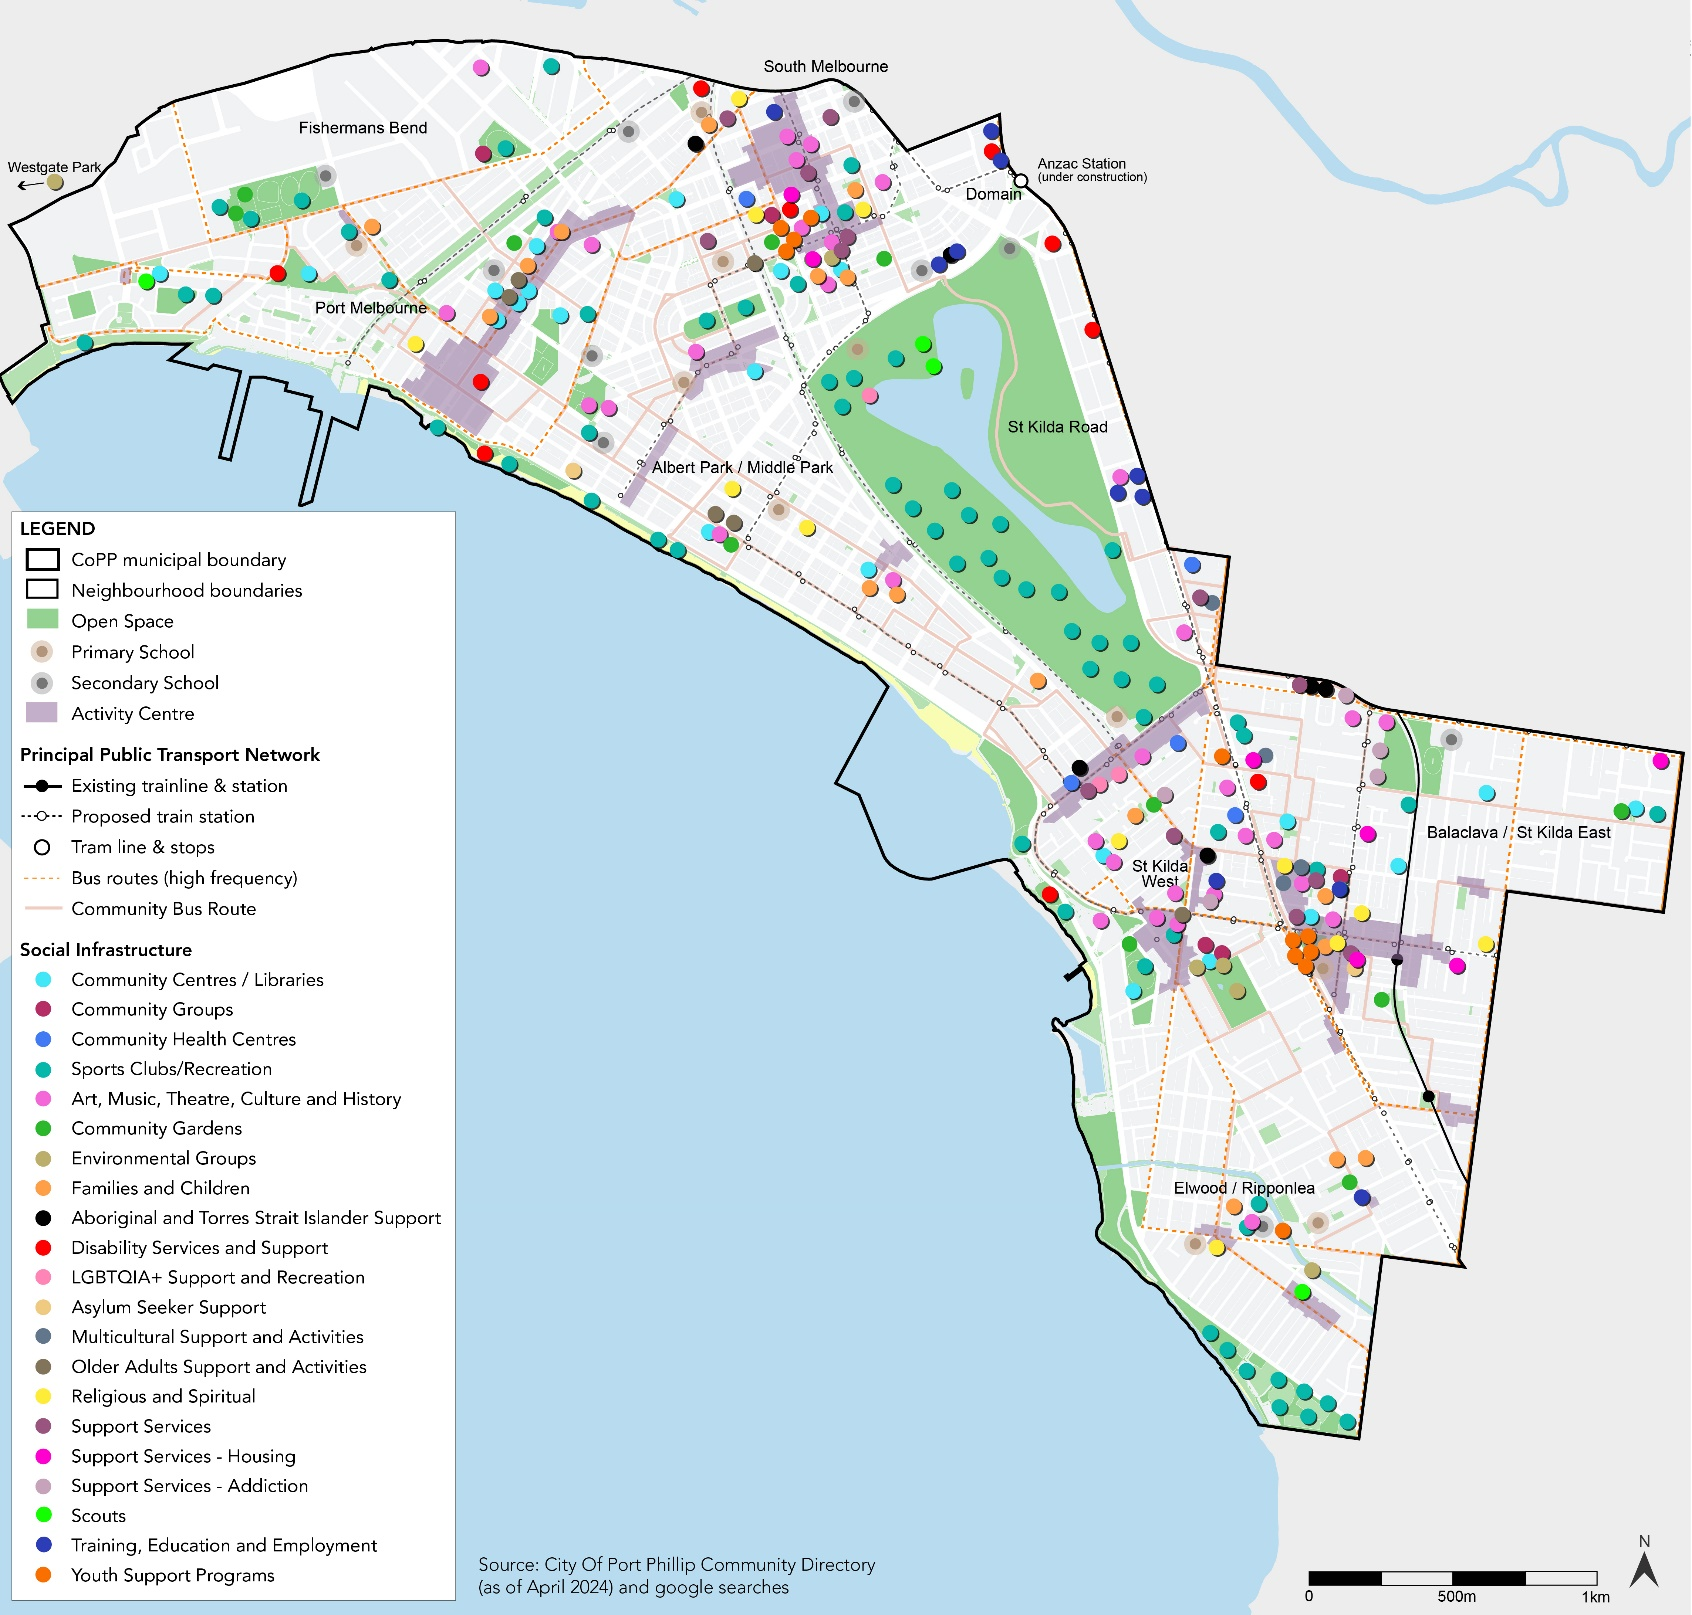 South Melbourne
Fishermans Bend
Westgate Park
Anzac Station
(under construction)
Domain
Port Melbourne
St Kilda Road
Albert Park / Middle Park
Balaclava / St Kilda East
St Kilda
West
Elwood / Ripponlea
LEGEND
CoPP municipal boundary
Neighbourhood boundaries
Open Space
Primary School
Secondary School
Activity Centre
Principal Public Transport Network
Existing trainline & station
Proposed train station
Tram line & stops
Bus routes (high frequency)
Community Bus Route
Social Infrastructure
Community Centres / Libraries
Community Groups
Community Health Centres
Sports Clubs/Recreation
Art, Music, Theatre, Culture and History
Community Gardens
Environmental Groups
Families and Children
Aboriginal and Torres Strait Islander Support
Disability Services and Support
LGBTQIA+ Support and Recreation
Asylum Seeker Support
Multicultural Support and Activities
Older Adults Support and Activities
Religious and Spiritual
Support Services
Support Services - Housing
Support Services - Addiction
Scouts
Training, Education and Employment
Youth Support Programs
Source: City Of Port Phillip Community Directory
(as of April 2024) and google searches
N
0 500m 1km